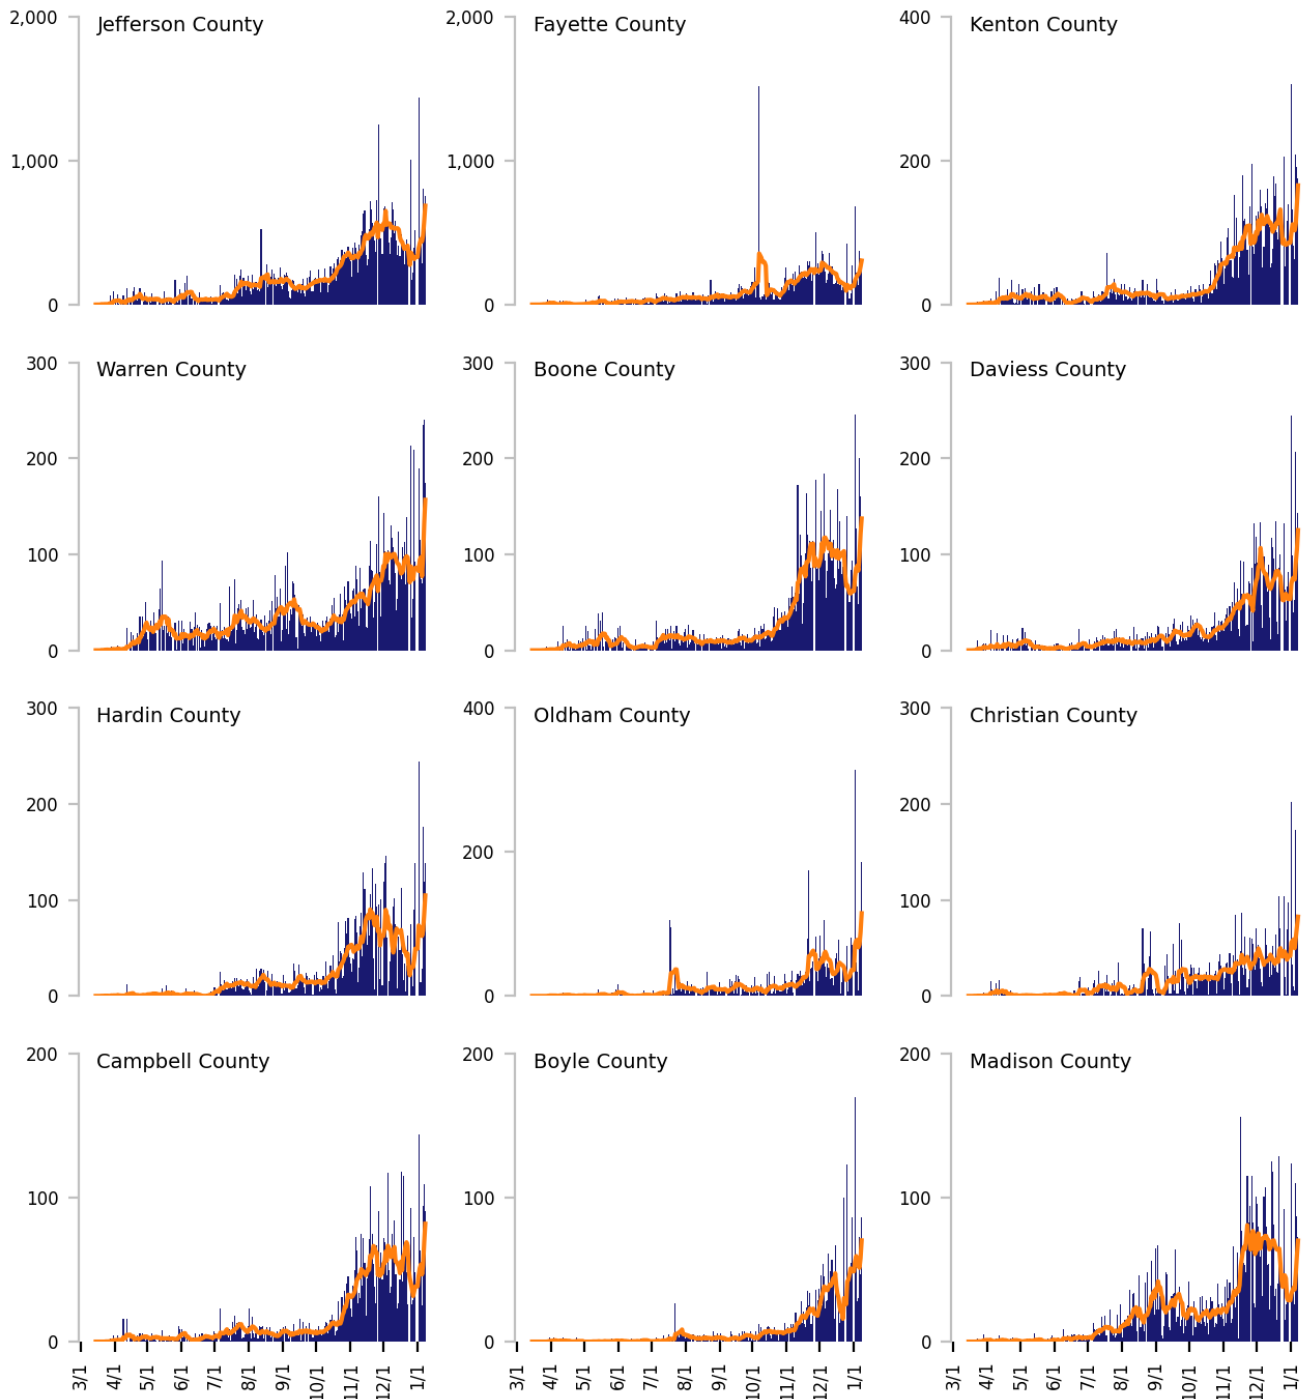 2,000
Jefferson County
1,000
0
2,000
Fayette County
1,000
0
400
Kenton County
200
0
300
Warren County
200
100
0
300
Boone County
200
100
0
300
Daviess County
200
100
0
300
Hardin County
200
100
0
400
Oldham County
200
0
300
Christian County
200
100
0
200
Campbell County
100
0
200
Boyle County
100
0
200
Madison County
100
0
3/1 4/1 5/1 6/1 7/1 8/1 9/1 10/1 11/1 12/1 1/1
3/1 4/1 5/1 6/1 7/1 8/1 9/1 10/1 11/1 12/1 1/1
3/1 4/1 5/1 6/1 7/1 8/1 9/1 10/1 11/1 12/1 1/1